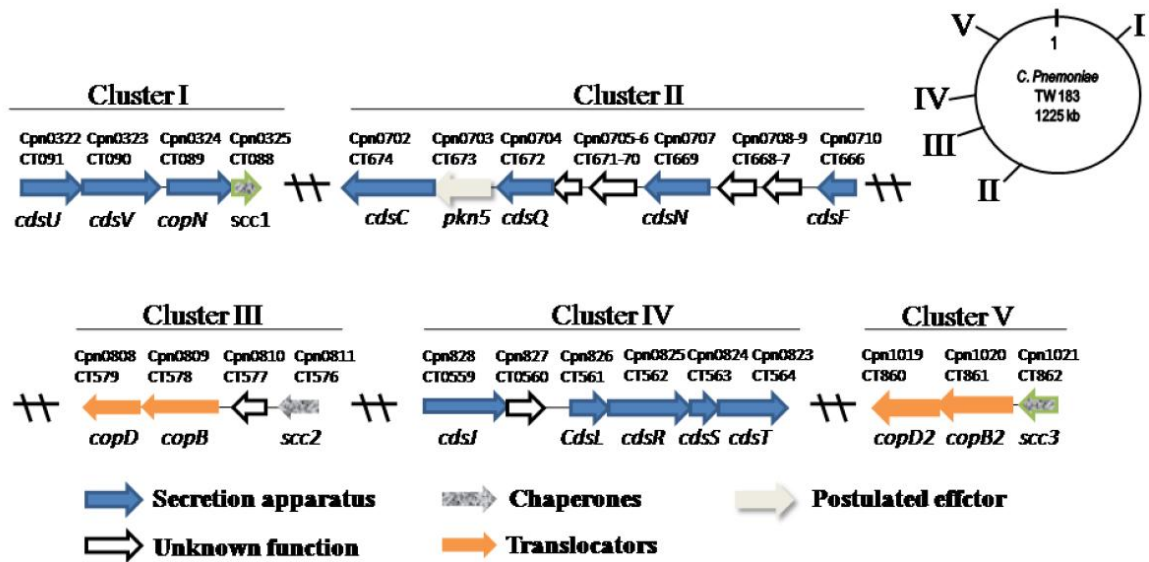 Cluster I
Cpn0322 Cpn0323 Cpn0324 Cpn0325
CT091 CT090 CT089 CT088
cdsU cdsV copN scc1
Cluster II
Cpn0702 Cpn0703 Cpn0704 Cpn0705-6 Cpn0707 Cpn0708-9 Cpn0710
CT674 CT673 CT672 CT671-70 CT669 CT668-7 CT666
cdsC pkn5 cdsQ cdsN cdsF
V I
1
C. Pnemoniae
TW 183
1225 kb
IV
III
II
Cluster III
Cpn0808 Cpn0809 Cpn0810 Cpn0811
CT579 CT578 CT577 CT576
copD copB scc2
Cluster IV
Cpn828 Cpn827 Cpn826 Cpn0825 Cpn0824 Cpn0823
CT0559 CT0560 CT561 CT562 CT563 CT564
cdsJ CdsL cdsR cdsS cdsT
Cluster V
Cpn1019 Cpn1020 Cpn1021
CT860 CT861 CT862
copD2 copB2 scc3
Secretion apparatus Chaperones Postulated effctor
Unknown function Translocators